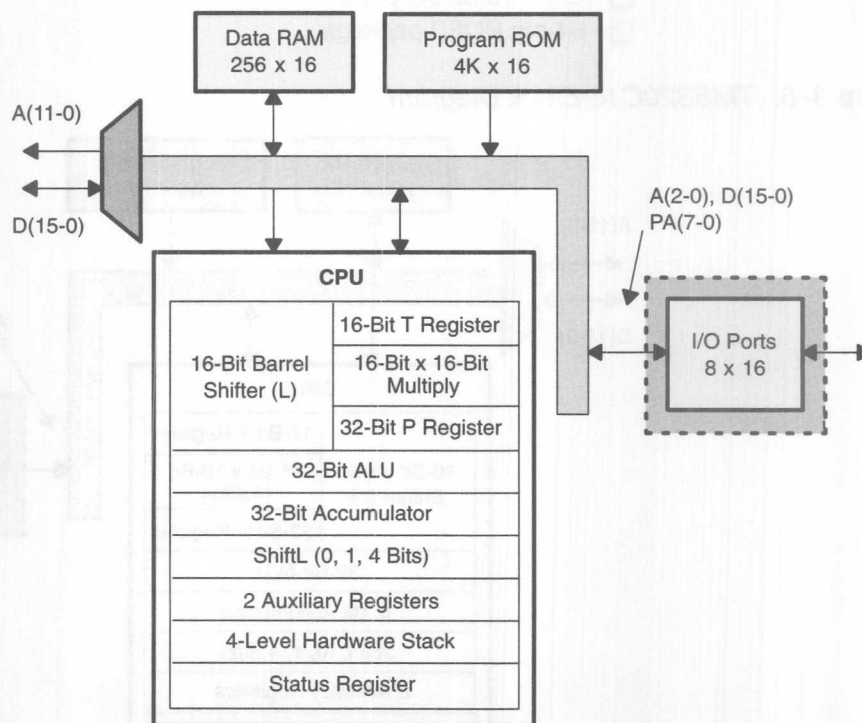 Data RAM
256 x 16
Program ROM
4K x 16
A(11-0)
D(15-0)
A(2-0), D(15-0)
PA(7-0)
CPU
16-Bit Barrel
Shifter (L)
16-Bit T Register
16-Bit x 16-Bit
Multiply
32-Bit P Register
32-Bit ALU
32-Bit Accumulator
ShiftL (0, 1, 4 Bits)
2 Auxiliary Registers
4-Level Hardware Stack
Status Register
I/O Ports
8 x 16